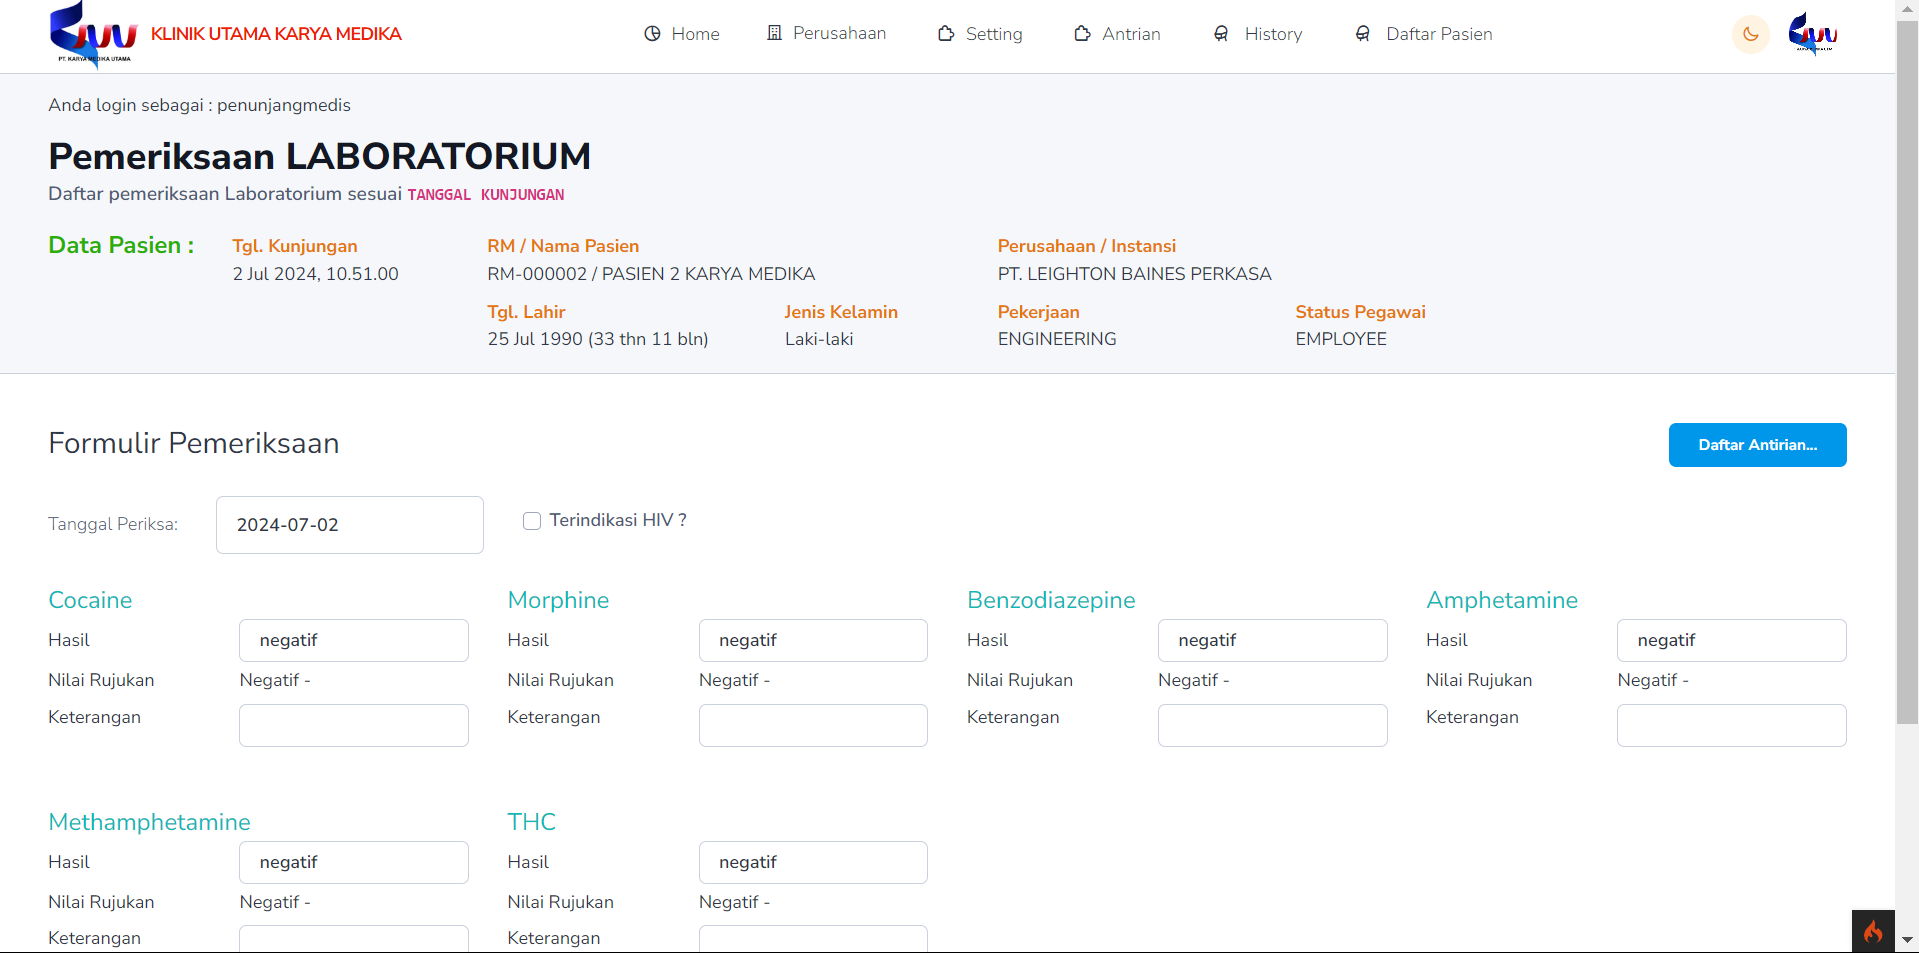 KLINIK UTAMA KARYA MEDIKA
PT. KARYA MEDIKA UTAMA
Home
Perusahaan
Setting
Antrian
History
Daftar Pasien
Anda login sebagai : penunjangmedis
Pemeriksaan LABORATORIUM
Daftar pemeriksaan Laboratorium sesuai TANGGAL KUNJUNGAN
Data Pasien :
Tgl. Kunjungan
2 Jul 2024, 10.51.00
RM / Nama Pasien
RM-000002 / PASIEN 2 KARYA MEDIKA
Perusahaan / Instansi
PT. LEIGHTON BAINES PERKASA
Tgl. Lahir
25 Jul 1990 (33 thn 11 bln)
Jenis Kelamin
Laki-laki
Pekerjaan
ENGINEERING
Status Pegawai
EMPLOYEE
Formulir Pemeriksaan
Daftar Antirian...
Tanggal Periksa:
2024-07-02
Terindikasi HIV ?
Cocaine
Hasil
negatif
Nilai Rujukan
Negatif -
Keterangan
Morphine
Hasil
negatif
Nilai Rujukan
Negatif -
Keterangan
Benzodiazepine
Hasil
negatif
Nilai Rujukan
Negatif -
Keterangan
Amphetamine
Hasil
negatif
Nilai Rujukan
Negatif -
Keterangan
Methamphetamine
Hasil
negatif
Nilai Rujukan
Negatif -
Keterangan
THC
Hasil
negatif
Nilai Rujukan
Negatif -
Keterangan